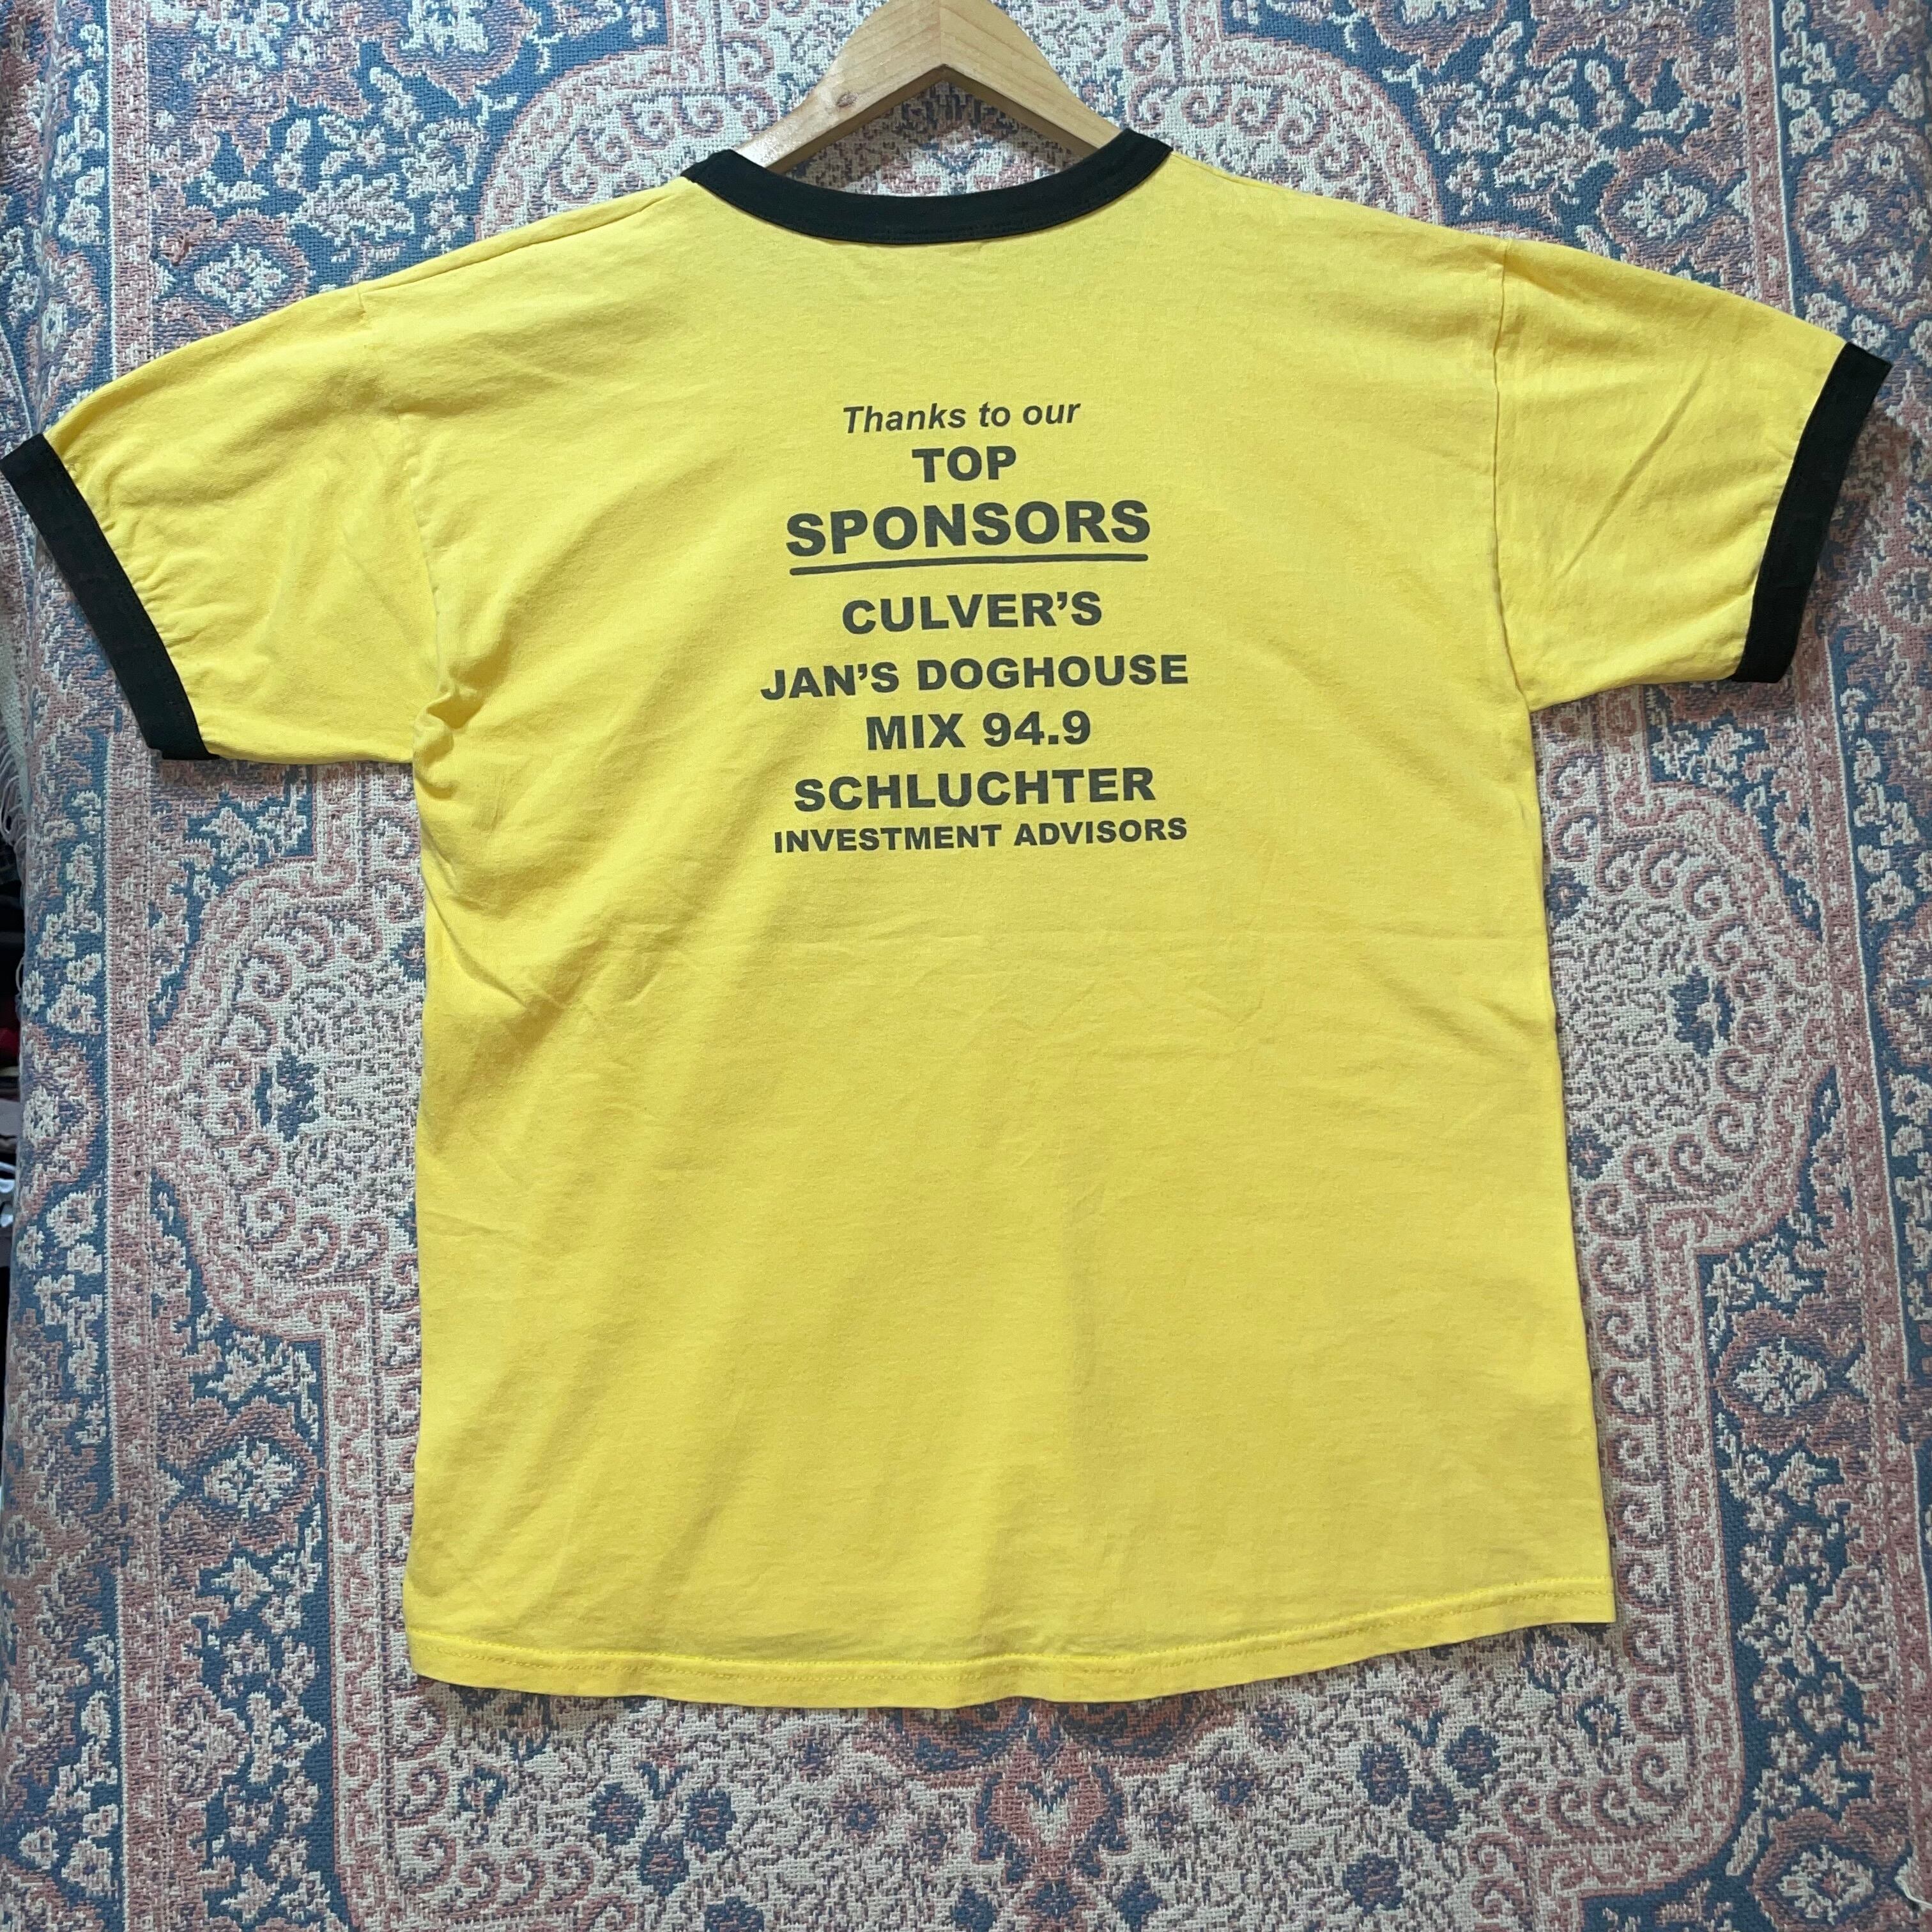 Thanks to our
TOP
SPONSORS
CULVER'S
JAN'S DOGHOUSE
MIX 94.9
SCHLUCHTER
INVESTMENT ADVISORS